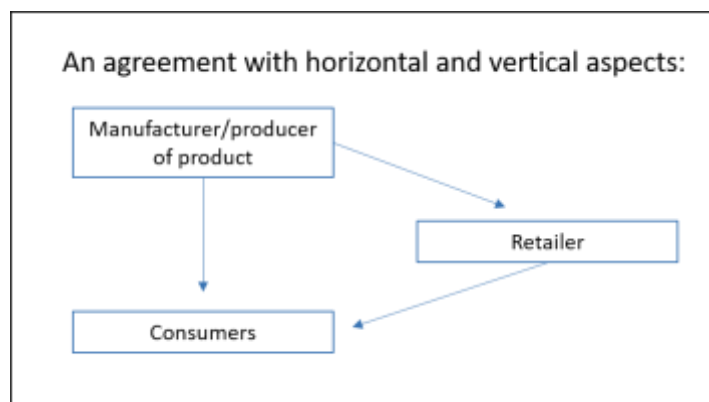 An agreement with horizontal and vertical aspects:
Manufacturer/producer
of product
Retailer
Consumers